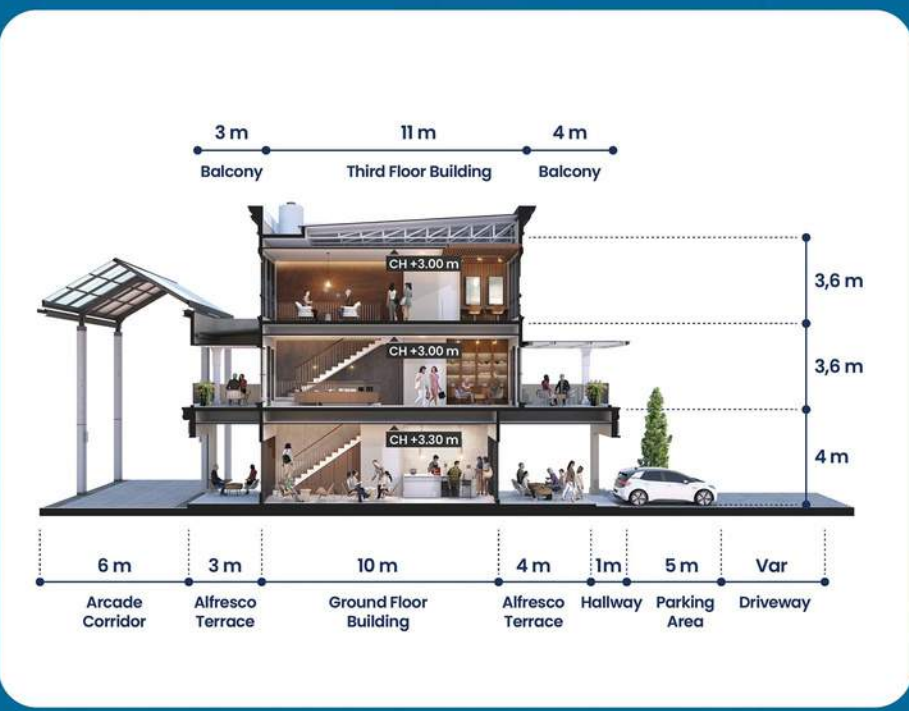 3 m
11 m
4 m
Balcony
Third Floor Building
Balcony
CH +3.00 m
3,6 m
CH +3.00 m
3,6 m
CH +3.30 m
4 m
6 m
3 m
10 m
4 m
1m
5 m
Var
Arcade
Corridor
Alfresco
Terrace
Ground Floor
Building
Alfresco
Terrace
Hallway
Parking
Area
Driveway